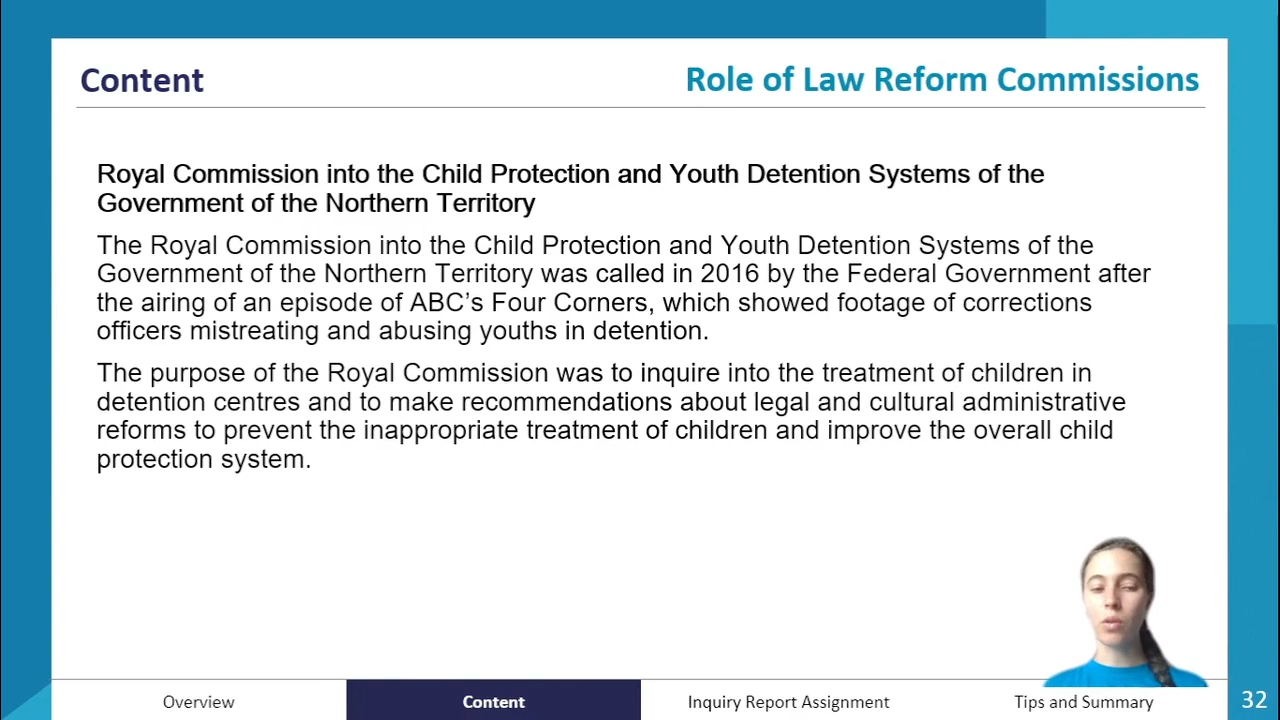 Content
Role of Law Reform Commissions
Royal Commission into the Child Protection and Youth Detention Systems of the
Government of the Northern Territory
The Royal Commission into the Child Protection and Youth Detention Systems of the
Government of the Northern Territory was called in 2016 by the Federal Government after
the airing of an episode of ABC’s Four Corners, which showed footage of corrections
officers mistreating and abusing youths in detention.
The purpose of the Royal Commission was to inquire into the treatment of children in
detention centres and to make recommendations about legal and cultural administrative
reforms to prevent the inappropriate treatment of children and improve the overall child
protection system.
Overview
Content
Inquiry Report Assignment
Tips and Summary
32